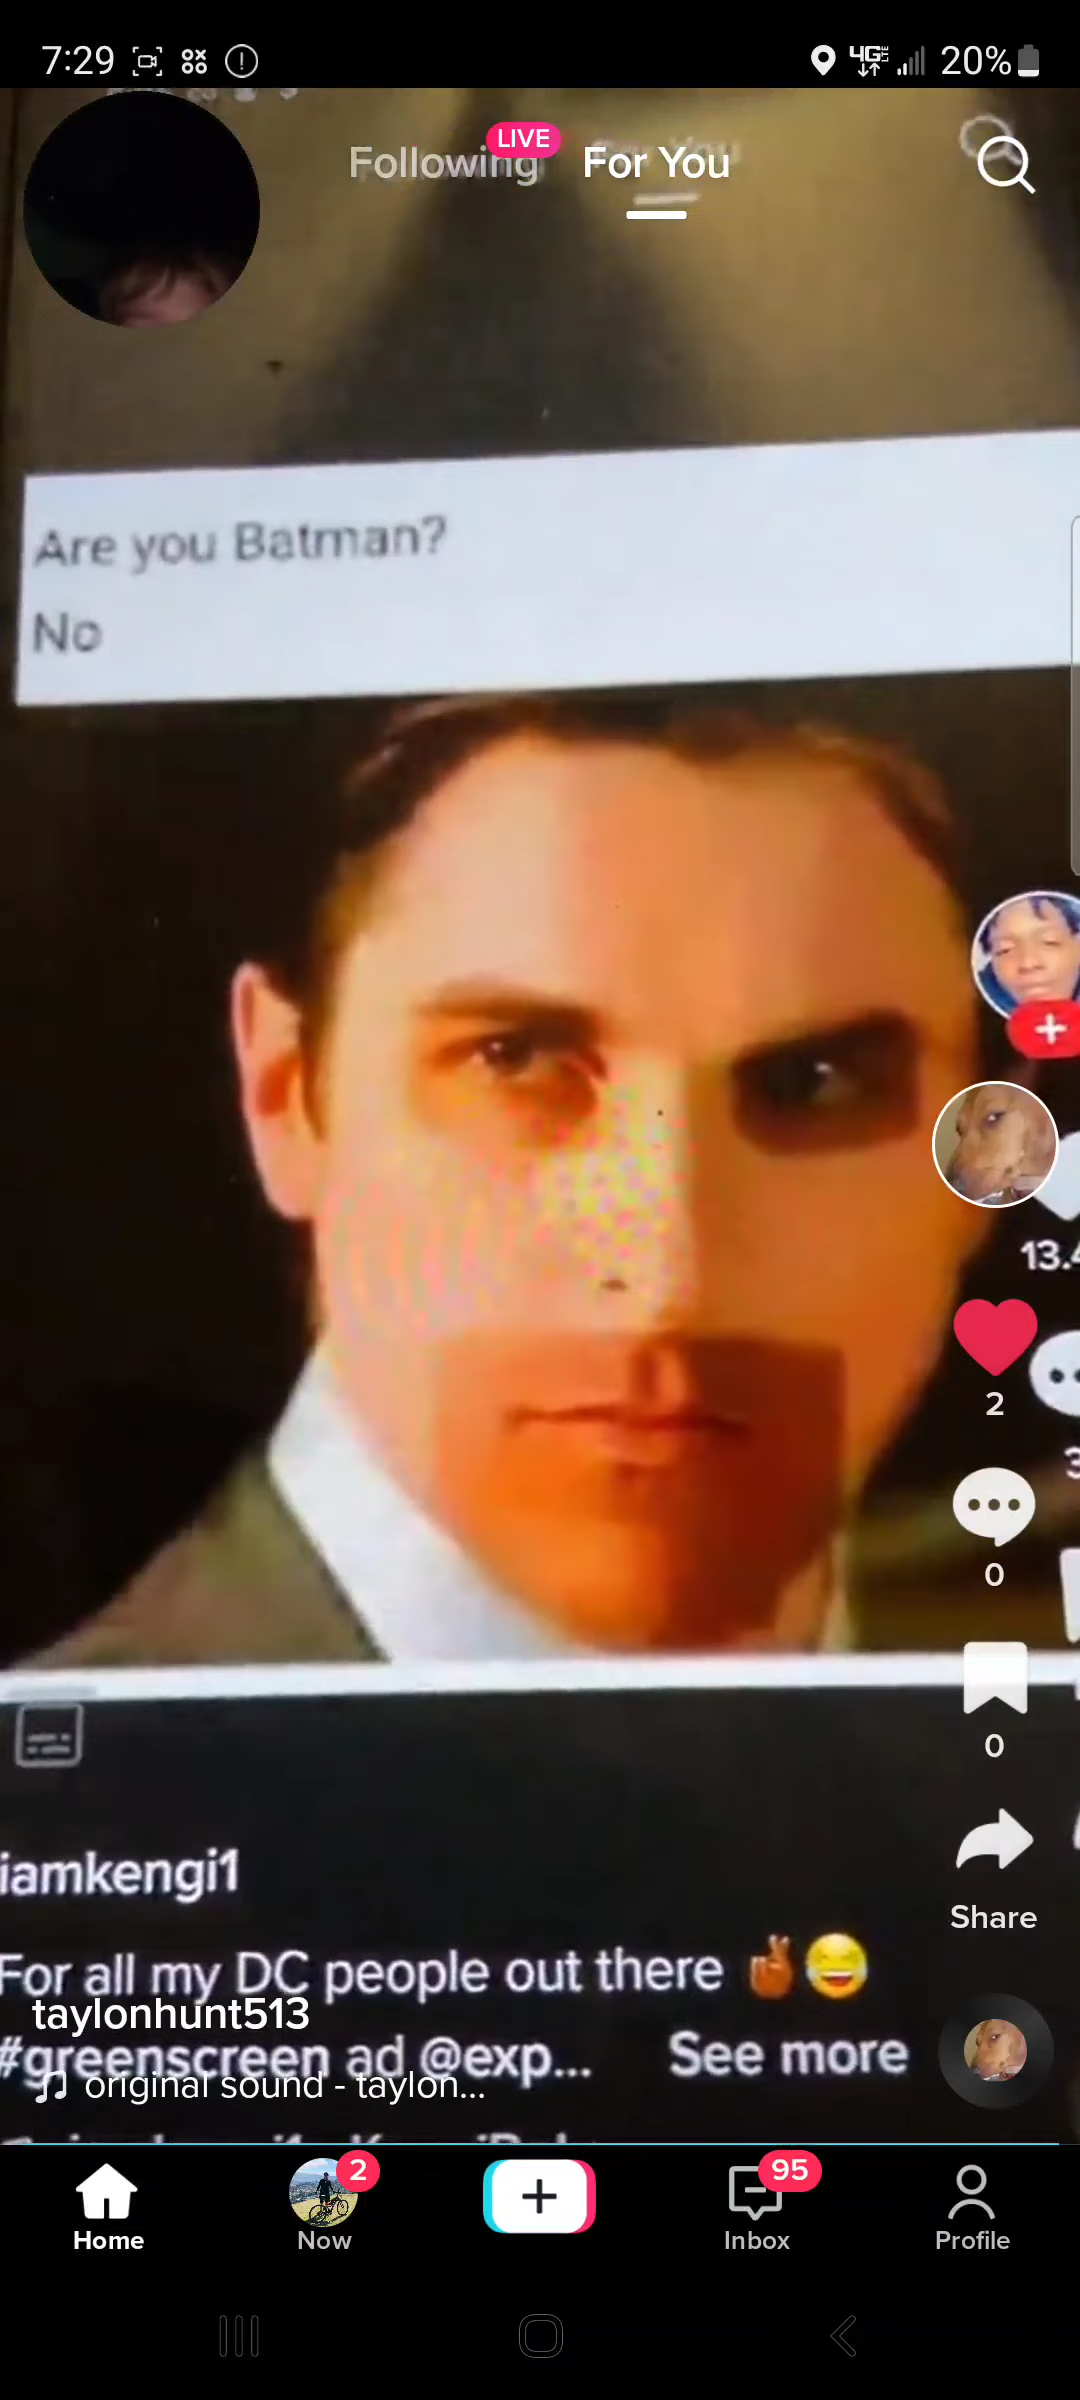 7:29
4G LTE
20%
LIVE
Following
For You
Are you Batman?
No
13.4
2
0
0
Share
iamkengi1
For all my DC people out there ✌🏾😂
taylonhunt513
#greenscreen ad @exp... See more
original sound - taylon...
2
95
Home
Now
Inbox
Profile